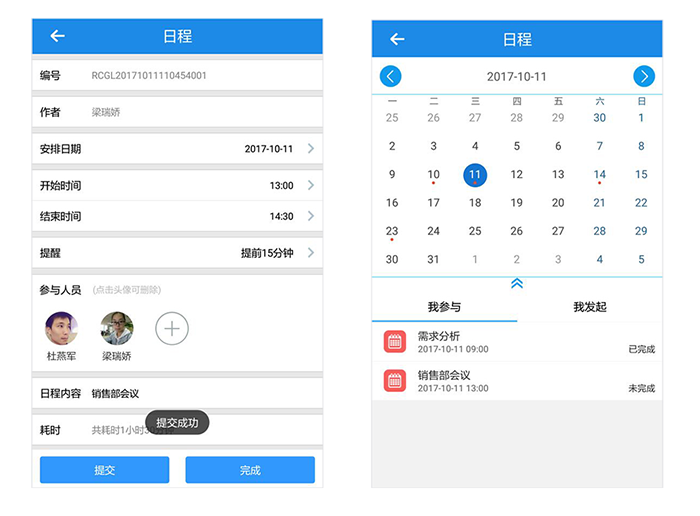 日程
编号 RCGL20171011110454001
作者 梁瑞娇
安排日期 2017-10-11
开始时间 13:00
结束时间 14:30
提醒 提前15分钟
参与人员 (点击头像可删除)
杜燕军 梁瑞娇
日程内容 销售部会议
耗时 共耗时1小时3
提交成功
提交 完成
日程
2017-10-11
一 二 三 四 五 六 日
25 26 27 28 29 30 1
2 3 4 5 6 7 8
9 10 11 12 13 14 15
16 17 18 19 20 21 22
23 24 25 26 27 28 29
30 31 1 2 3 4 5
我参与 我发起
需求分析
2017-10-11 09:00 已完成
销售部会议
2017-10-11 13:00 未完成